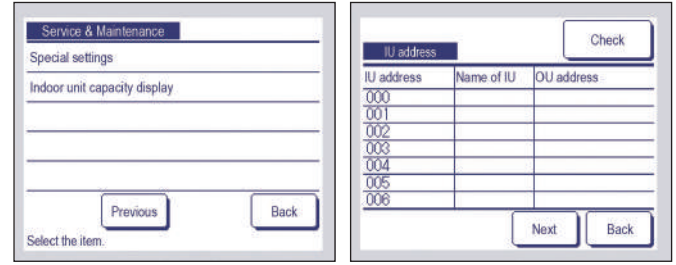 Service & Maintenance
Special settings
Indoor unit capacity display
Previous
Back
Select the item.
Check
IU address
IU address Name of IU OU address
000
001
002
003
004
005
006
Next
Back